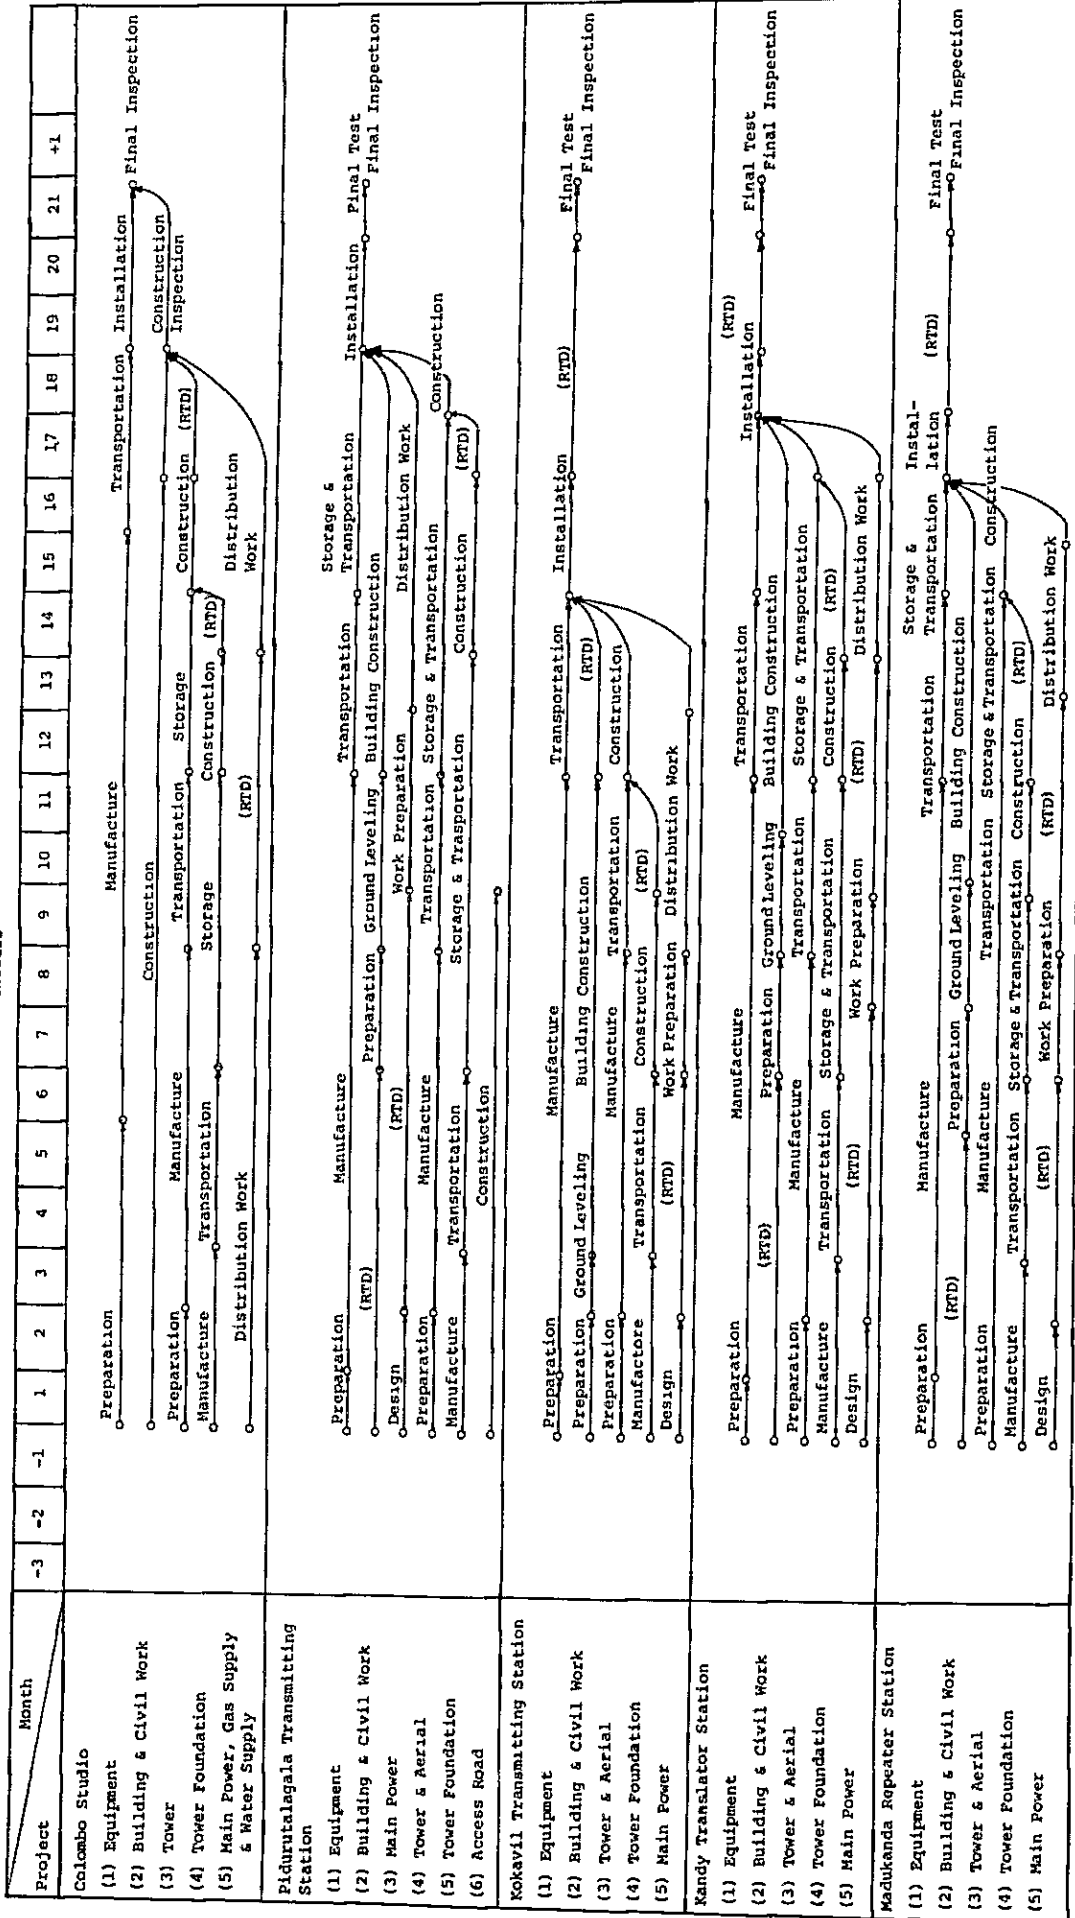 Month
Project
-3 -2 -1 1 2 3 4 5 6 7 8 9 10 11 12 13 14 15 16 17 18 19 20 21 +1
Colombo Studio
(1) Equipment
Preparation Manufacture Transportation Installation Final Inspection
(2) Building & Civil Work
Construction Construction Inspection
(3) Tower
Preparation Manufacture Transportation Storage Construction (RTD)
(4) Tower Foundation
Manufacture Transportation Storage Construction (RTD)
(5) Main Power, Gas Supply
& Water Supply
Distribution Work (RTD) Distribution Work
Pidurutalagala Transmitting
Station
(1) Equipment
Preparation Manufacture Transportation Storage & Transportation Installation Final Test
Final Inspection
(2) Building & Civil Work
(RTD) Preparation Ground Leveling Building Construction
(3) Main Power
Design (RTD) Work Preparation Distribution Work
(4) Tower & Aerial
Preparation Manufacture Transportation Storage & Transportation Construction
(5) Tower Foundation
Manufacture Transportation Storage & Trasportation Construction (RTD)
(6) Access Road
Construction
Kokavil Transmitting Station
(1) Equipment
Preparation Manufacture Transportation Installation (RTD) Final Test
Final Inspection
(2) Building & Civil Work
Preparation Ground Leveling Building Construction (RTD)
(3) Tower & Aerial
Preparation Manufacture Transportation Construction
(4) Tower Foundation
Manufactore Transportation Construction (RTD)
(5) Main Power
Design (RTD) Work Preparation Distribution Work
Kandy Translator Station
(1) Equipment
Preparation Manufacture Transportation Installation (RTD) Final Test
Final Inspection
(2) Building & Civil Work
(RTD) Preparation Ground Leveling Building Construction
(3) Tower & Aerial
Preparation Manufacture Transportation Storage & Transportation
(4) Tower Foundation
Manufacture Transportation Storage & Transportation Construction (RTD)
(5) Main Power
Design (RTD) Work Preparation (RTD) Distribution Work
Madukanda Repeater Station
(1) Equipment
Preparation Manufacture Transportation Storage & Transportation Instal-
lation (RTD) Final Test
Final Inspection
(2) Building & Civil Work
(RTD) Preparation Ground Leveling Building Construction
(3) Tower & Aerial
Preparation Manufacture Transportation Storage & Transportation Construction
(4) Tower Foundation
Manufacture Transportation Storage & Transportation Construction (RTD)
(5) Main Power
Design (RTD) Work Preparation (RTD) Distribution Work